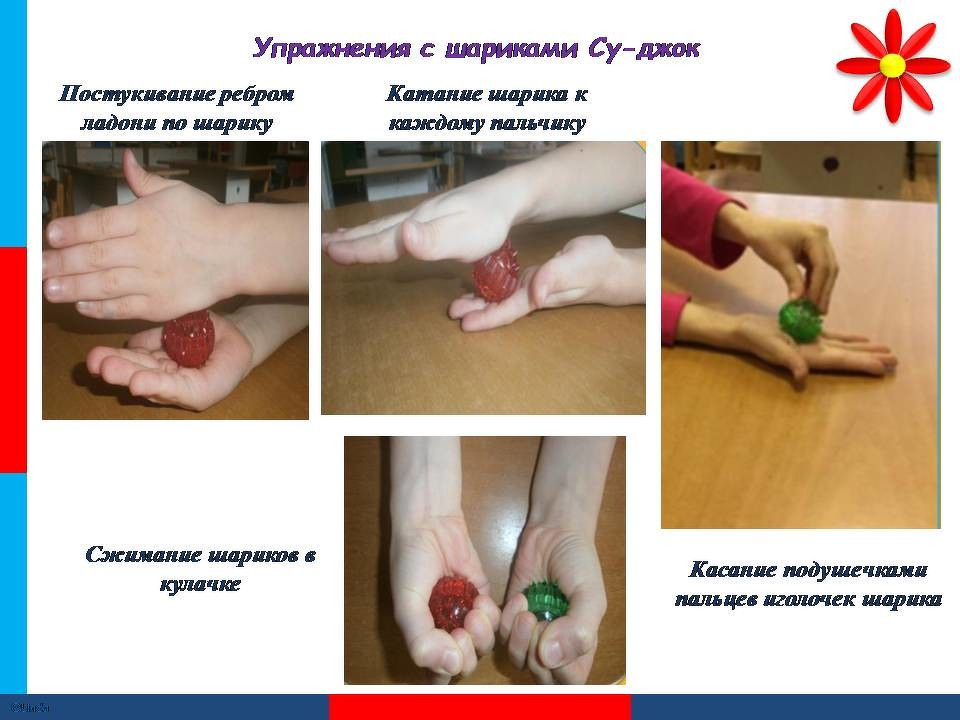 Упражнения с шариками Су-джок
Постукивание ребром
ладони по шарику
Катание шарика к
каждому пальчику
Сжимание шариков в
кулачке
Касание подушечками
пальцев иголочек шарика